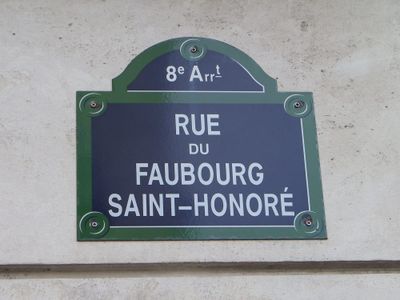 8e Arrt
RUE
DU
FAUBOURG
SAINT-HONORÉ